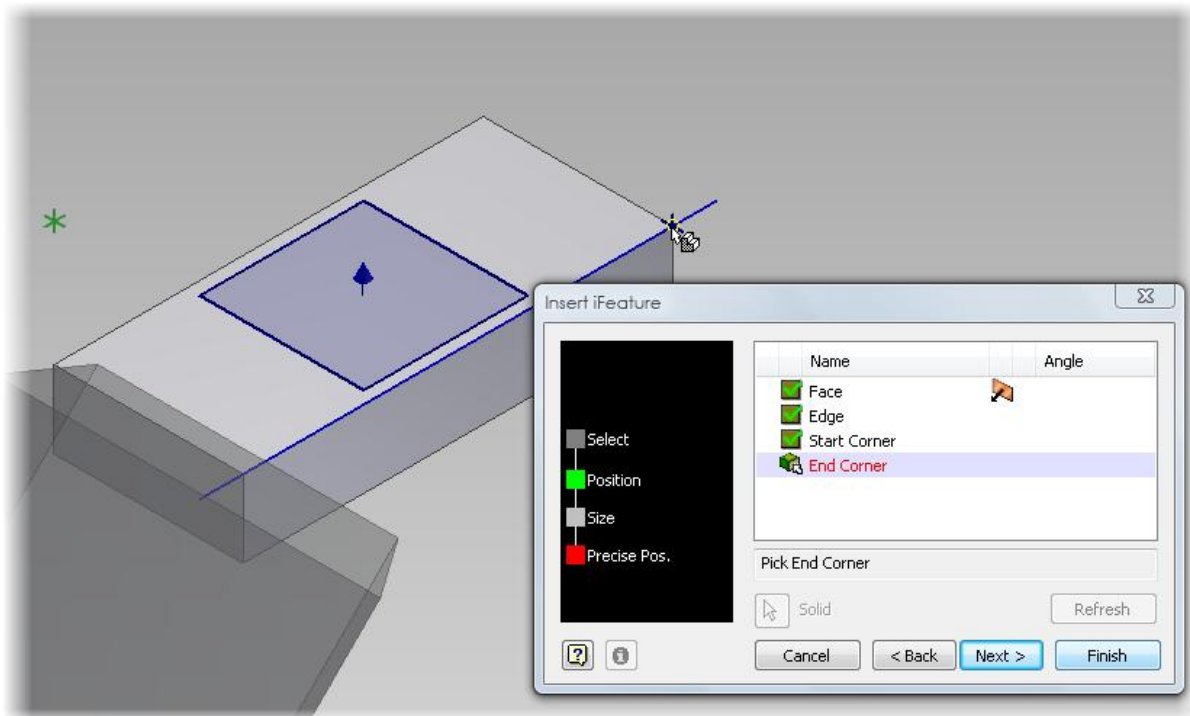 Insert iFeature
Name Angle
Face
Edge
Start Corner
End Corner
Select
Position
Size
Precise Pos.
Pick End Corner
Solid Refresh
Cancel < Back Next > Finish